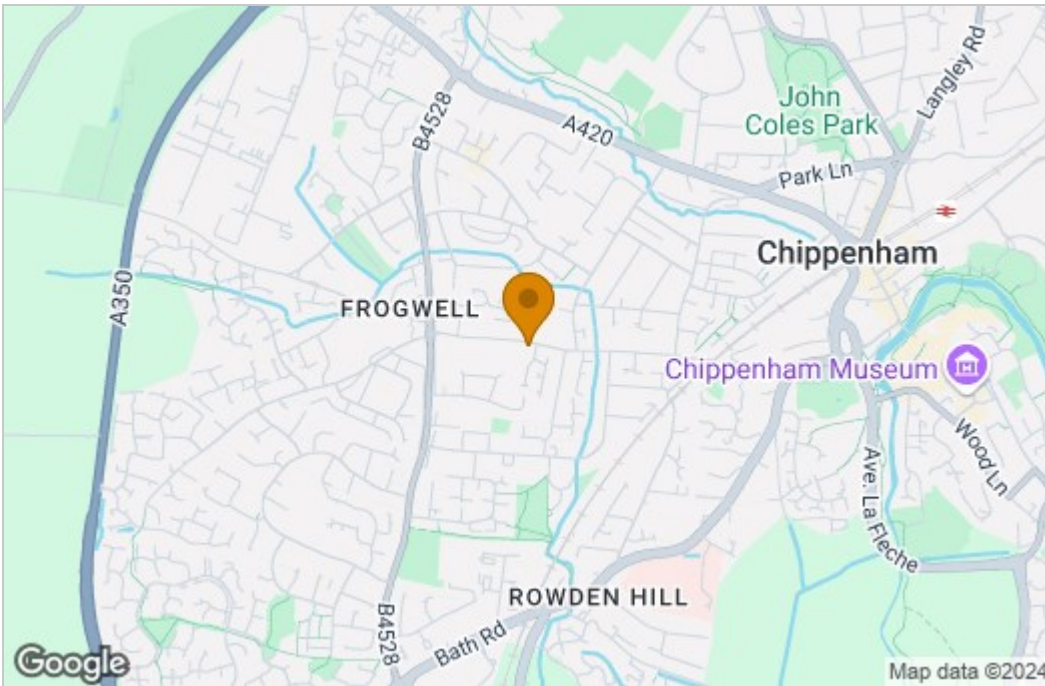 Langley Rd
John
Coles Park
B4528
A420
Park Ln
Chippenham
A350
FROGWELL
Chippenham Museum
Wood Ln
Ave. La Fleche
ROWDEN HILL
B4528
Bath Rd
Google
Map data ©2024